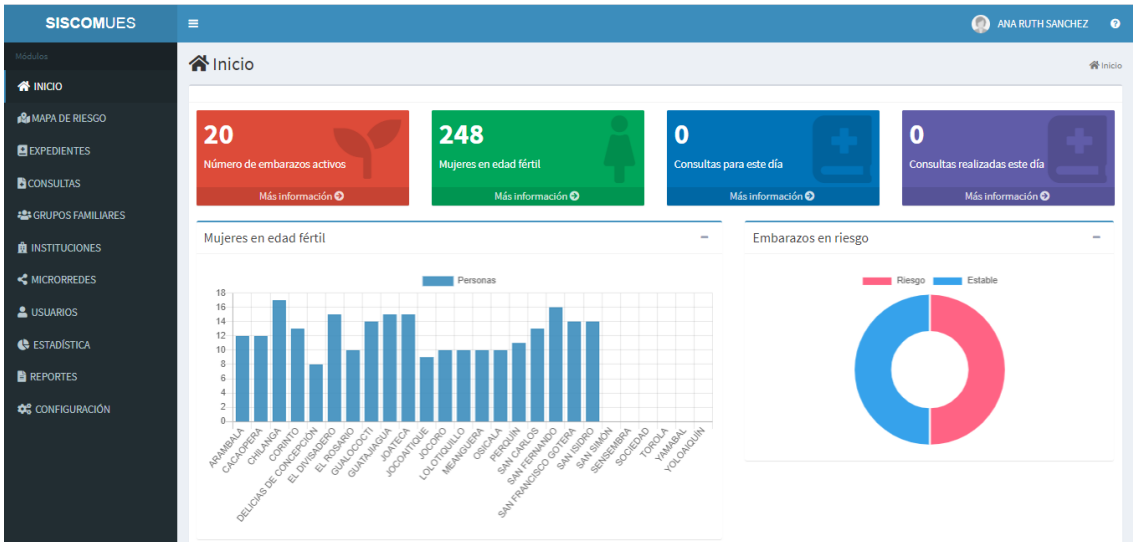 SISCOMUES
ANA RUTH SANCHEZ
Módulos
INICIO
MAPA DE RIESGO
EXPEDIENTES
CONSULTAS
GRUPOS FAMILIARES
INSTITUCIONES
MICRORREDES
USUARIOS
ESTADÍSTICA
REPORTES
CONFIGURACIÓN
Inicio
Inicio
20
Número de embarazos activos
Más información
248
Mujeres en edad fértil
Más información
0
Consultas para este día
Más información
0
Consultas realizadas este día
Más información
Mujeres en edad fértil
Personas
18
16
14
12
10
8
6
4
2
0
ARAMBALA
CACAOPERA
CHILANGA
CORINTO
DELICIAS DE CONCEPCIÓN
EL DIVISADERO
EL ROSARIO
GUALOCOCTI
GUATAJIAGUA
JOATECA
JOCOAITIQUE
JOCORO
LOLOTIQUILLO
MEANGUERA
OSICALA
PERQUÍN
SAN CARLOS
SAN FERNANDO
SAN FRANCISCO GOTERA
SAN ISIDRO
SAN SIMÓN
SENSEMBRA
SOCIEDAD
TOROLA
YAMABAL
YOLOAIQUÍN
Embarazos en riesgo
Riesgo
Estable